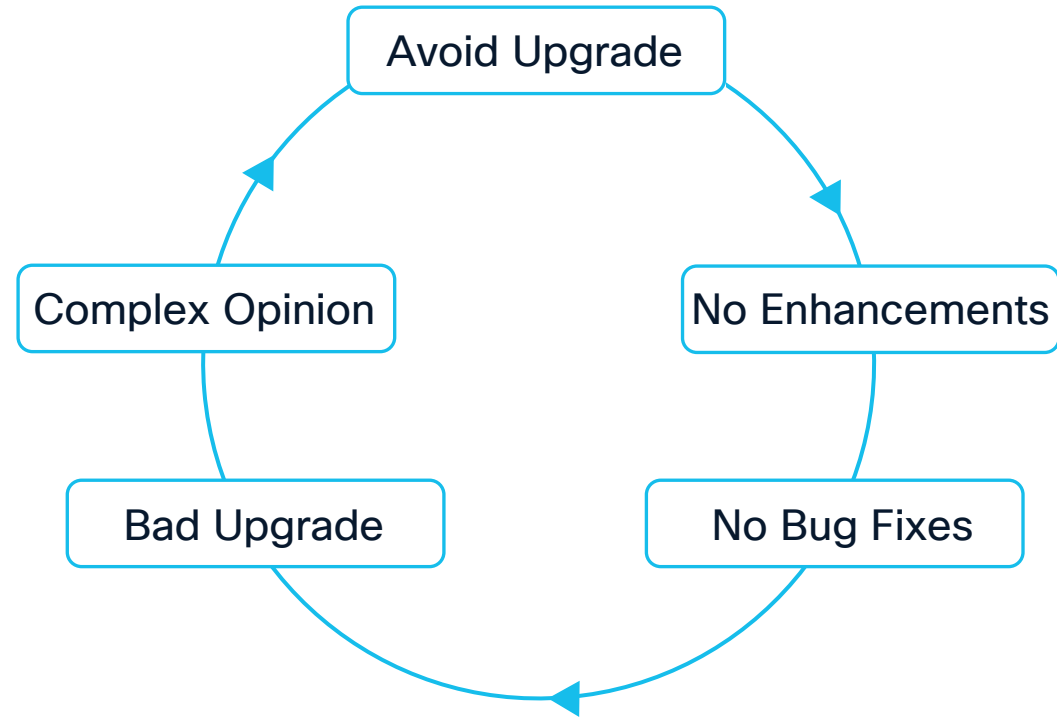 Avoid Upgrade
Complex Opinion
No Enhancements
Bad Upgrade
No Bug Fixes